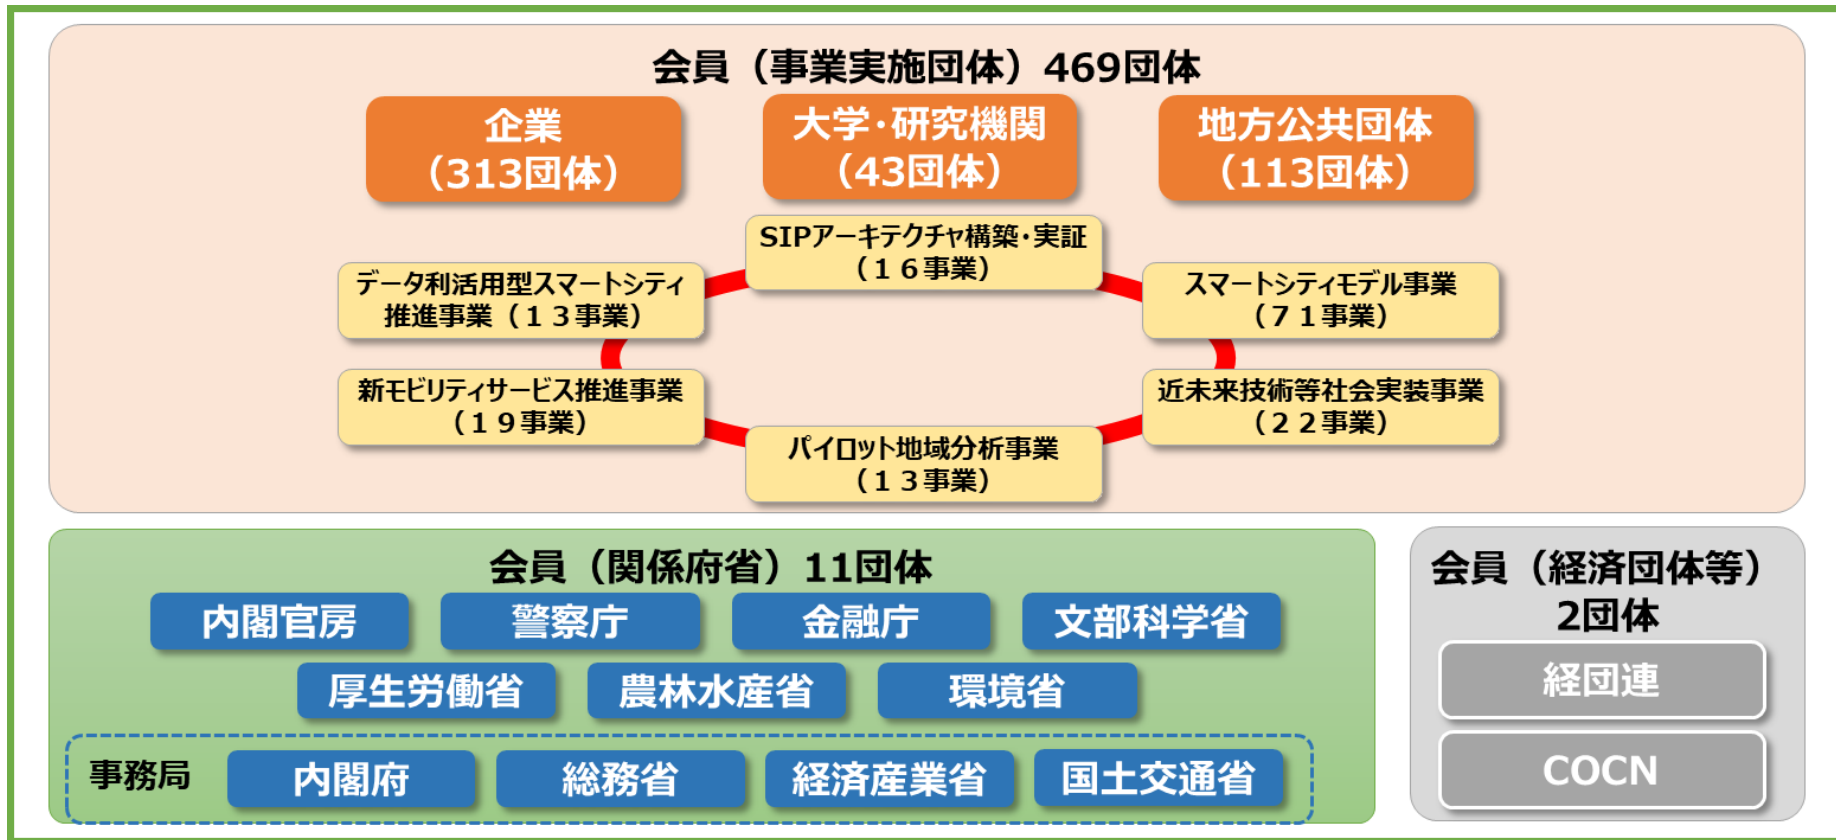 会員（事業実施団体）469団体
企業
（313団体）
大学・研究機関
（43団体）
地方公共団体
（113団体）
SIPアーキテクチャ構築・実証
（１６事業）
データ利活用型スマートシティ
推進事業（１３事業）
スマートシティモデル事業
（７１事業）
新モビリティサービス推進事業
（１９事業）
近未来技術等社会実装事業
（２２事業）
パイロット地域分析事業
（１３事業）
会員（関係府省）11団体
内閣官房
警察庁
金融庁
文部科学省
厚生労働省
農林水産省
環境省
事務局
内閣府
総務省
経済産業省
国土交通省
会員（経済団体等）
2団体
経団連
COCN